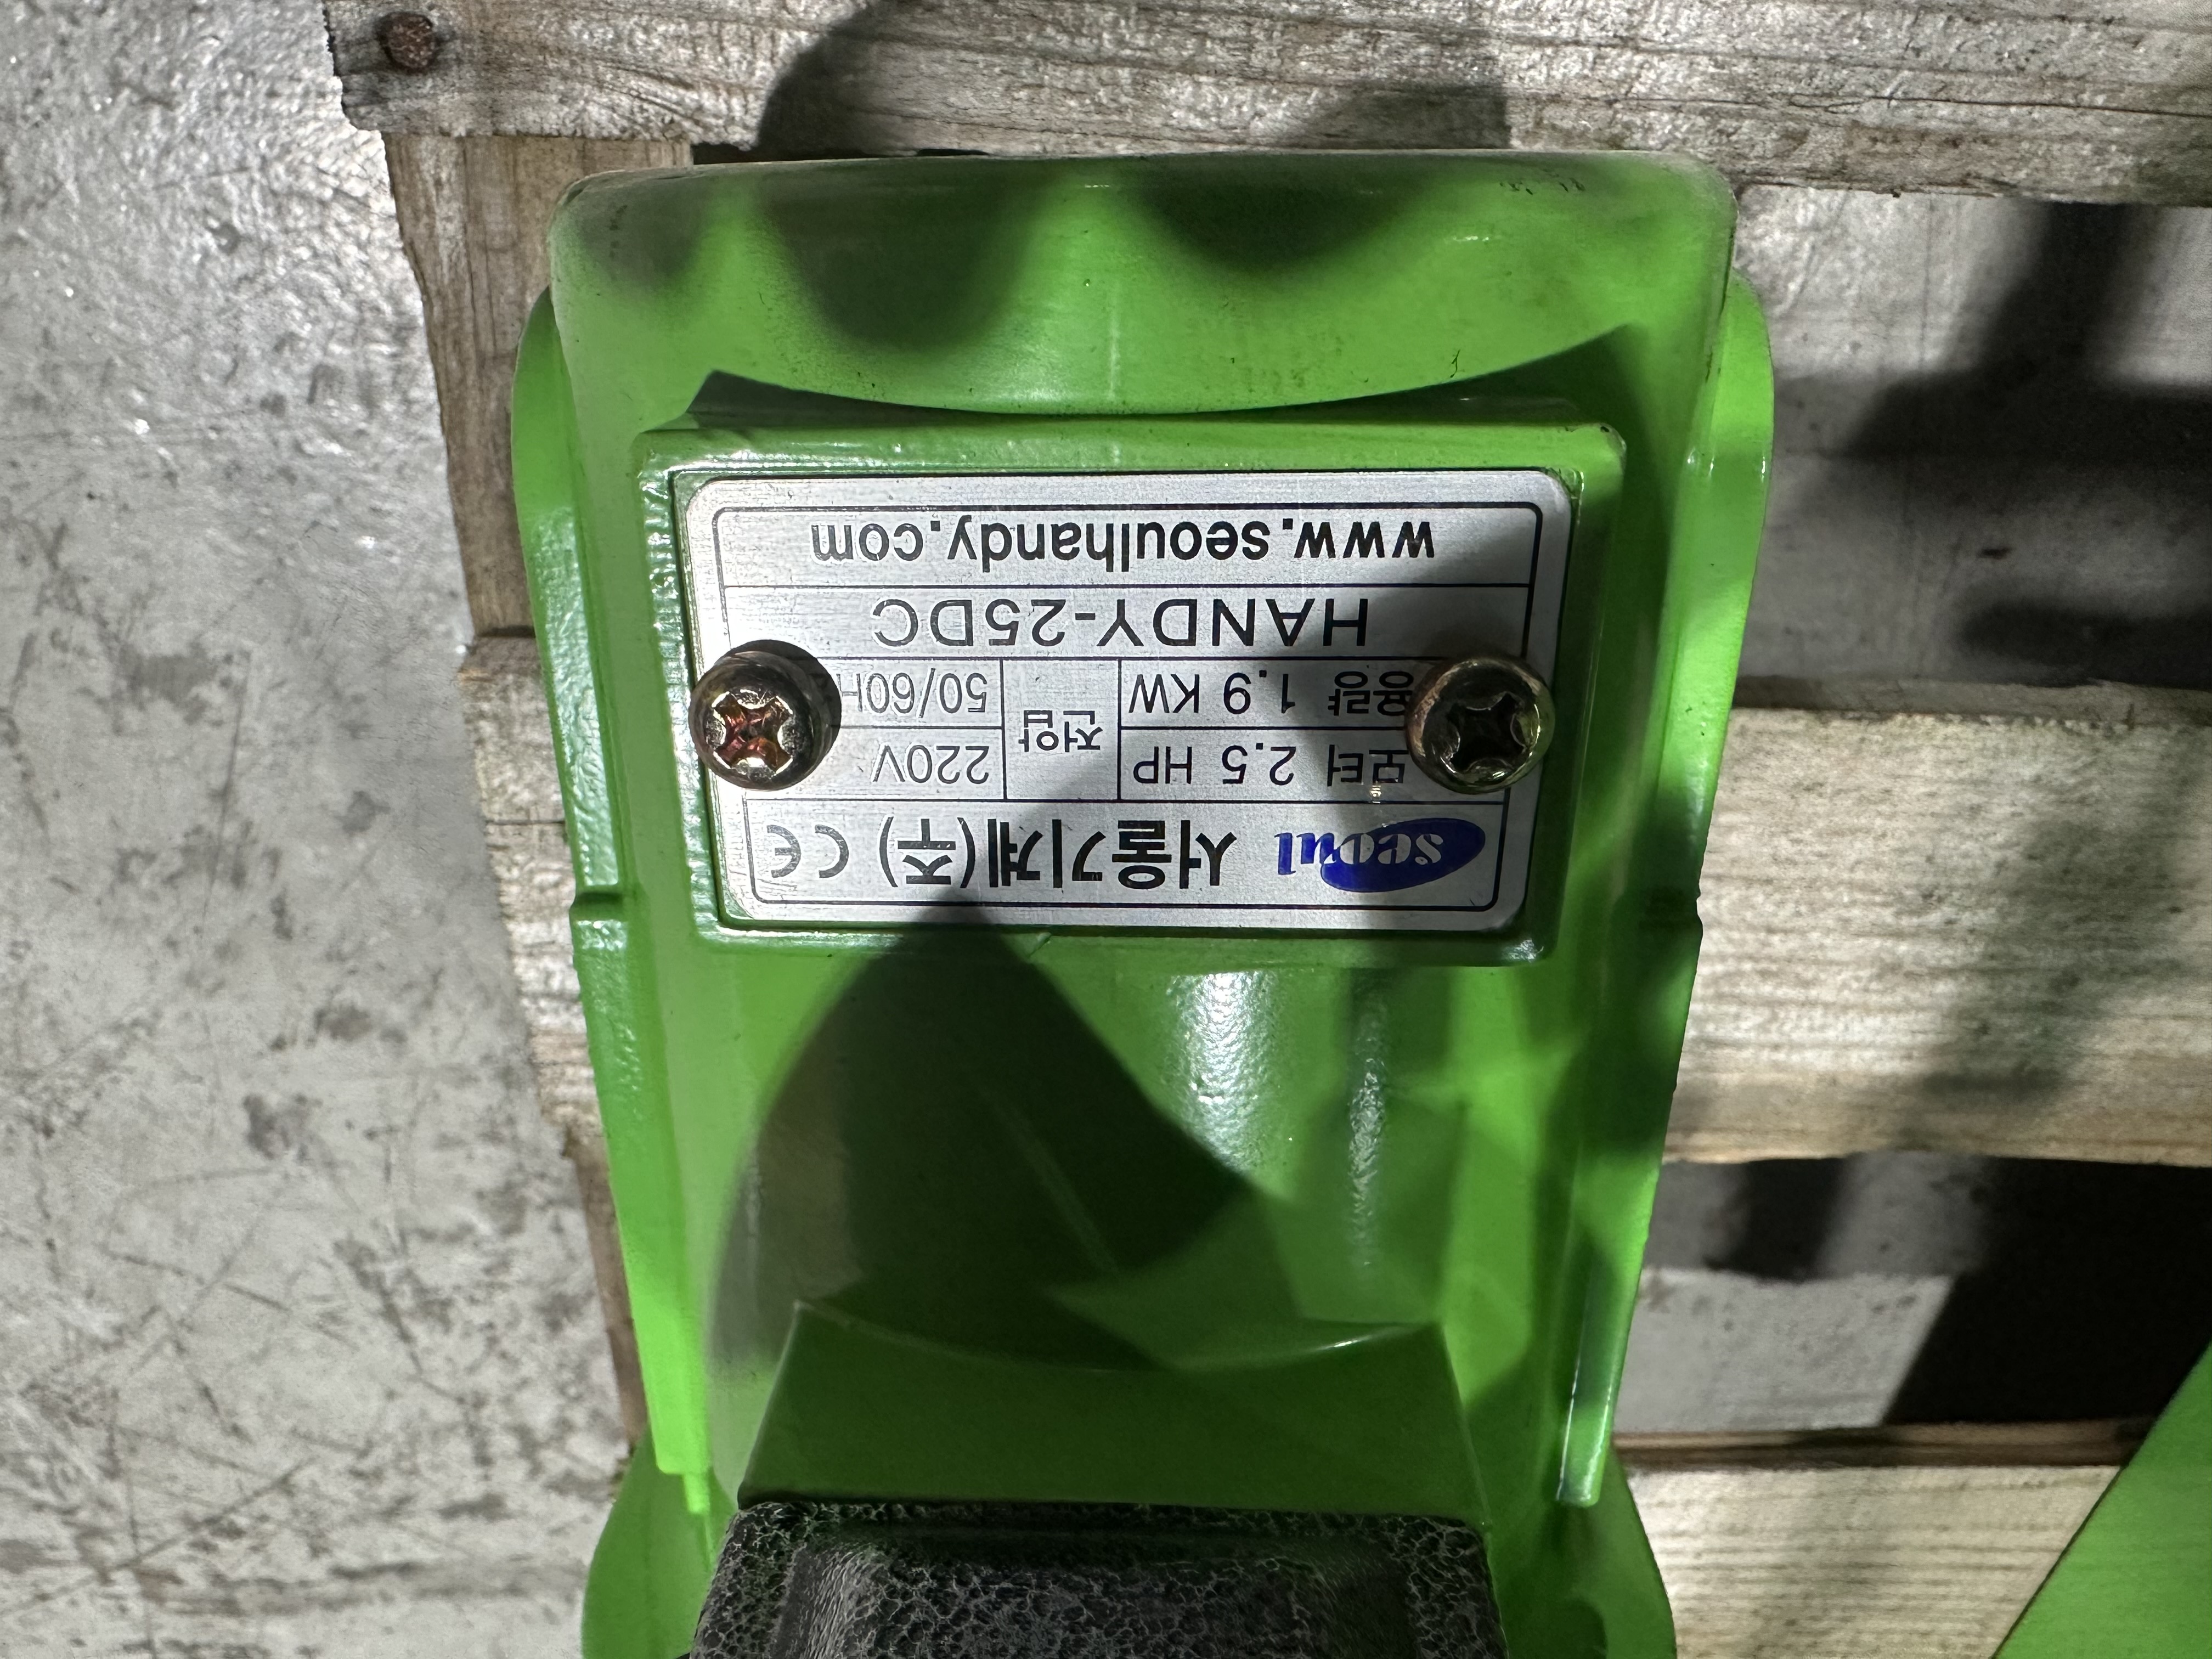 seoul 서울기계(주) CE
모터 2.5 HP 전압 220V
용량 1.9 KW 50/60H
HANDY-25DC
www.seoulhandy.com